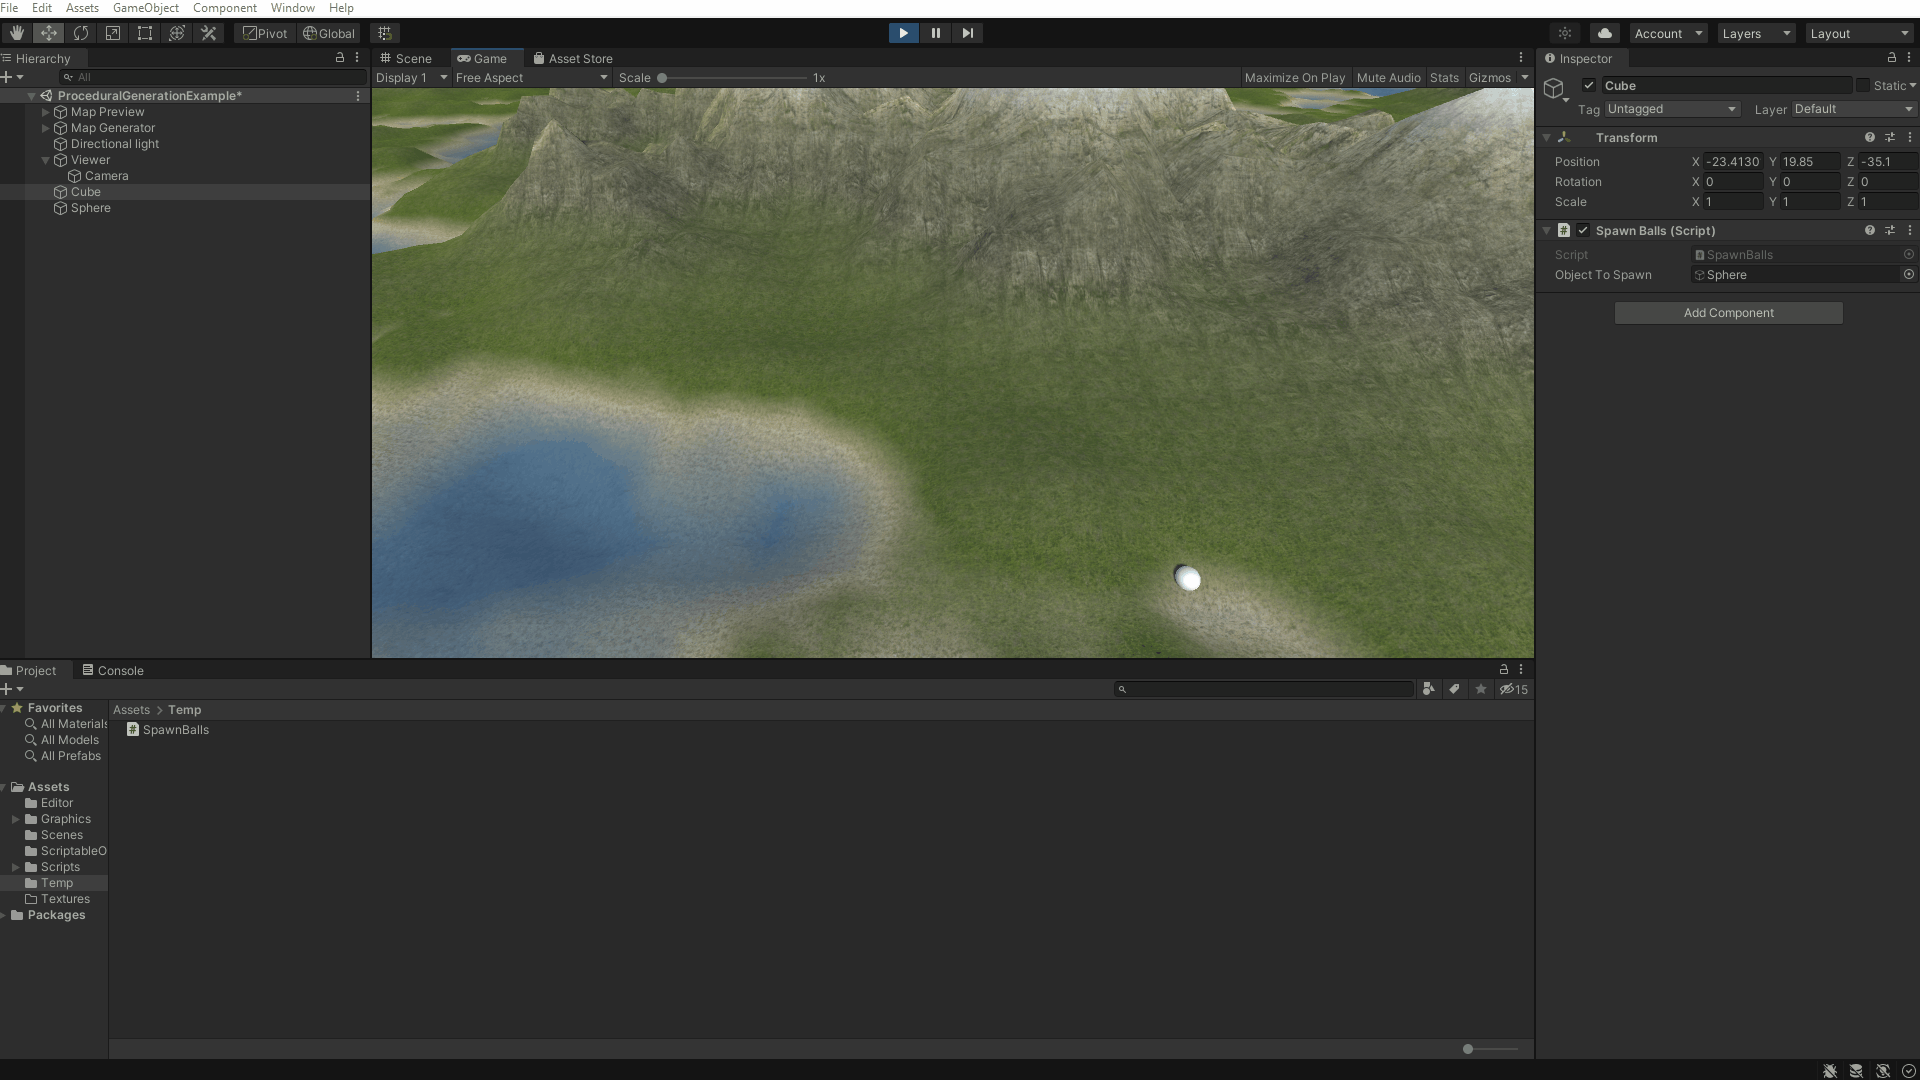 File Edit Assets GameObject Component Window Help
Pivot Global Account Layers Layout
Hierarchy
All
ProceduralGenerationExample*
Map Preview
Map Generator
Directional light
Viewer
Camera
Cube
Sphere
Scene Game Asset Store
Display 1 Free Aspect Scale 1x Maximize On Play Mute Audio Stats Gizmos
Inspector
Cube Static
Tag Untagged Layer Default
Transform
Position X -23.4130 Y 19.85 Z -35.1
Rotation X 0 Y 0 Z 0
Scale X 1 Y 1 Z 1
# Spawn Balls (Script)
Script SpawnBalls
Object To Spawn Sphere
Add Component
Project Console
15
Favorites
All Materials
All Models
All Prefabs
Assets
Editor
Graphics
Scenes
ScriptableO
Scripts
Temp
Textures
Packages
Assets > Temp
# SpawnBalls